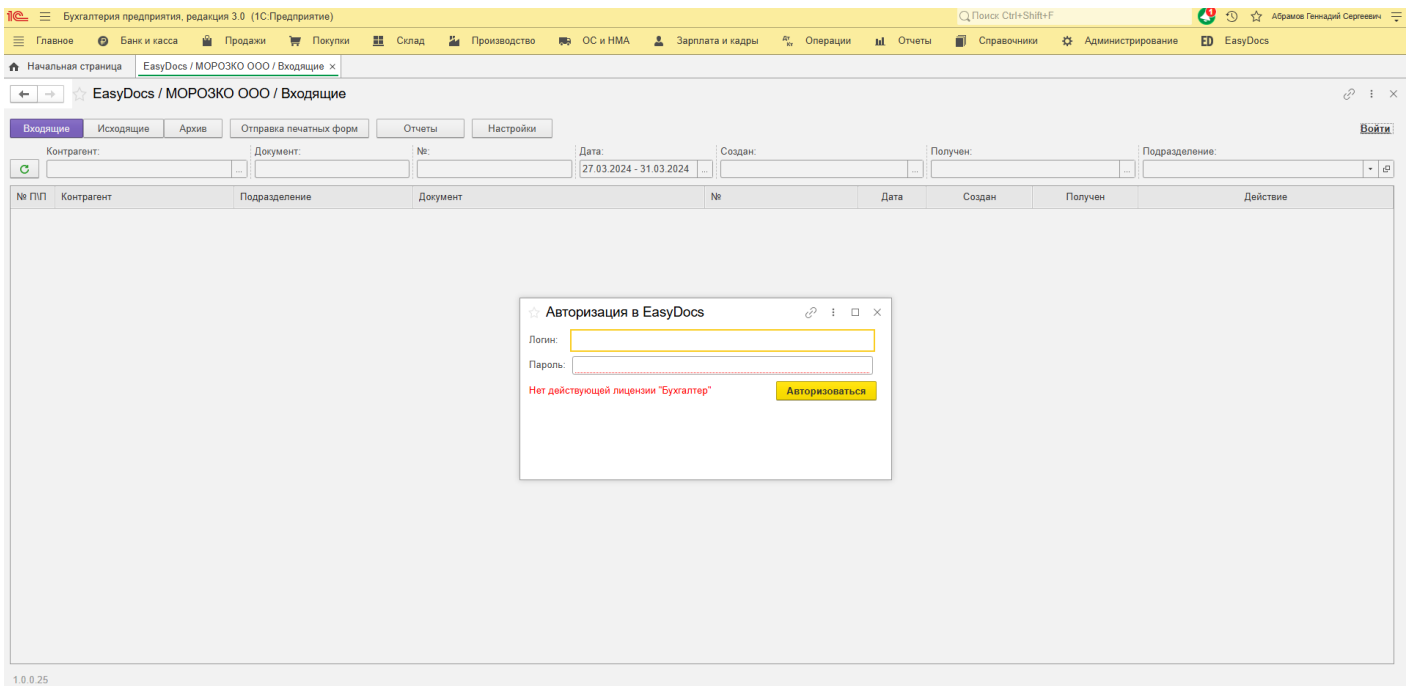 1С Бухгалтерия предприятия, редакция 3.0 (1С:Предприятие) Поиск Ctrl+Shift+F 1 Абрамов Геннадий Сергеевич
Главное Банк и касса Продажи Покупки Склад Производство ОС и НМА Зарплата и кадры Дт Кт Операции Отчеты Справочники Администрирование ED EasyDocs
Начальная страница EasyDocs / МОРОЗКО ООО / Входящие ×
EasyDocs / МОРОЗКО ООО / Входящие
Входящие Исходящие Архив Отправка печатных форм Отчеты Настройки Войти
Контрагент: Документ: №: Дата: Создан: Получен: Подразделение:
... 27.03.2024 - 31.03.2024 ... ... ...
№ П\П Контрагент Подразделение Документ № Дата Создан Получен Действие
Авторизация в EasyDocs
Логин:
Пароль:
Нет действующей лицензии "Бухгалтер" Авторизоваться
1.0.0.25